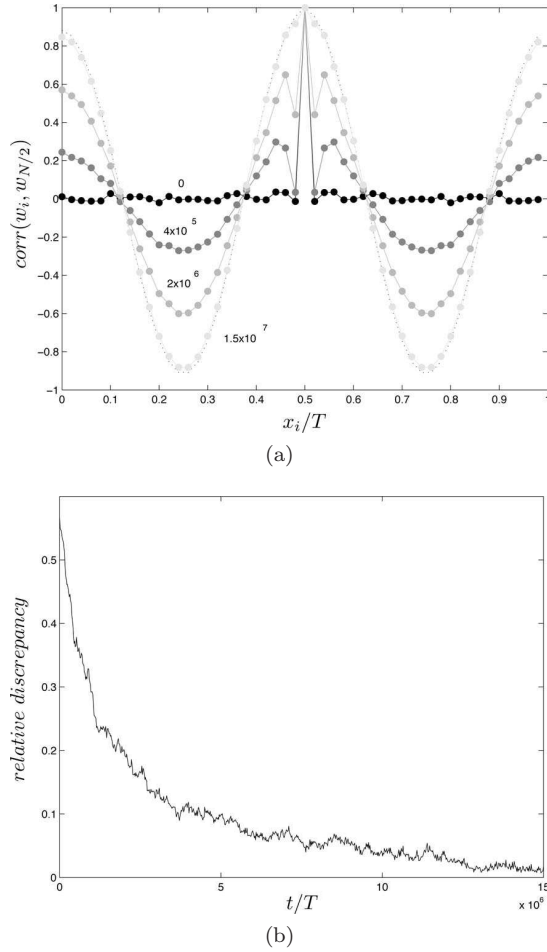 1
0.8
0.6
0.4
0.2
0
−0.2
−0.4
−0.6
−0.8
−1
corr(w_i, w_{N/2})
0
4x10^5
2x10^6
1.5x10^7
0 0.1 0.2 0.3 0.4 0.5 0.6 0.7 0.8 0.9 1
x_i/T
(a)
0.5
0.4
0.3
0.2
0.1
0
relative discrepancy
0 5 10 15
x 10^6
t/T
(b)